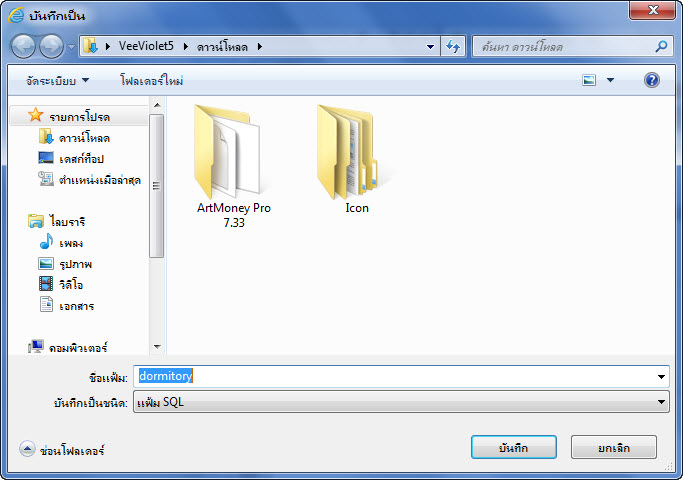 บันทึกเป็น
VeeViolet5 ดาวน์โหลด
ค้นหา ดาวน์โหลด
จัดระเบียบ โฟลเดอร์ใหม่
รายการโปรด
ดาวน์โหลด
เดสก์ท็อป
ตำแหน่งเมื่อล่าสุด
ไลบรารี
เพลง
รูปภาพ
วิดีโอ
เอกสาร
คอมพิวเตอร์
ArtMoney Pro
7.33
Icon
ชื่อแฟ้ม: dormitory
บันทึกเป็นชนิด: แฟ้ม SQL
ซ่อนโฟลเดอร์ บันทึก ยกเลิก